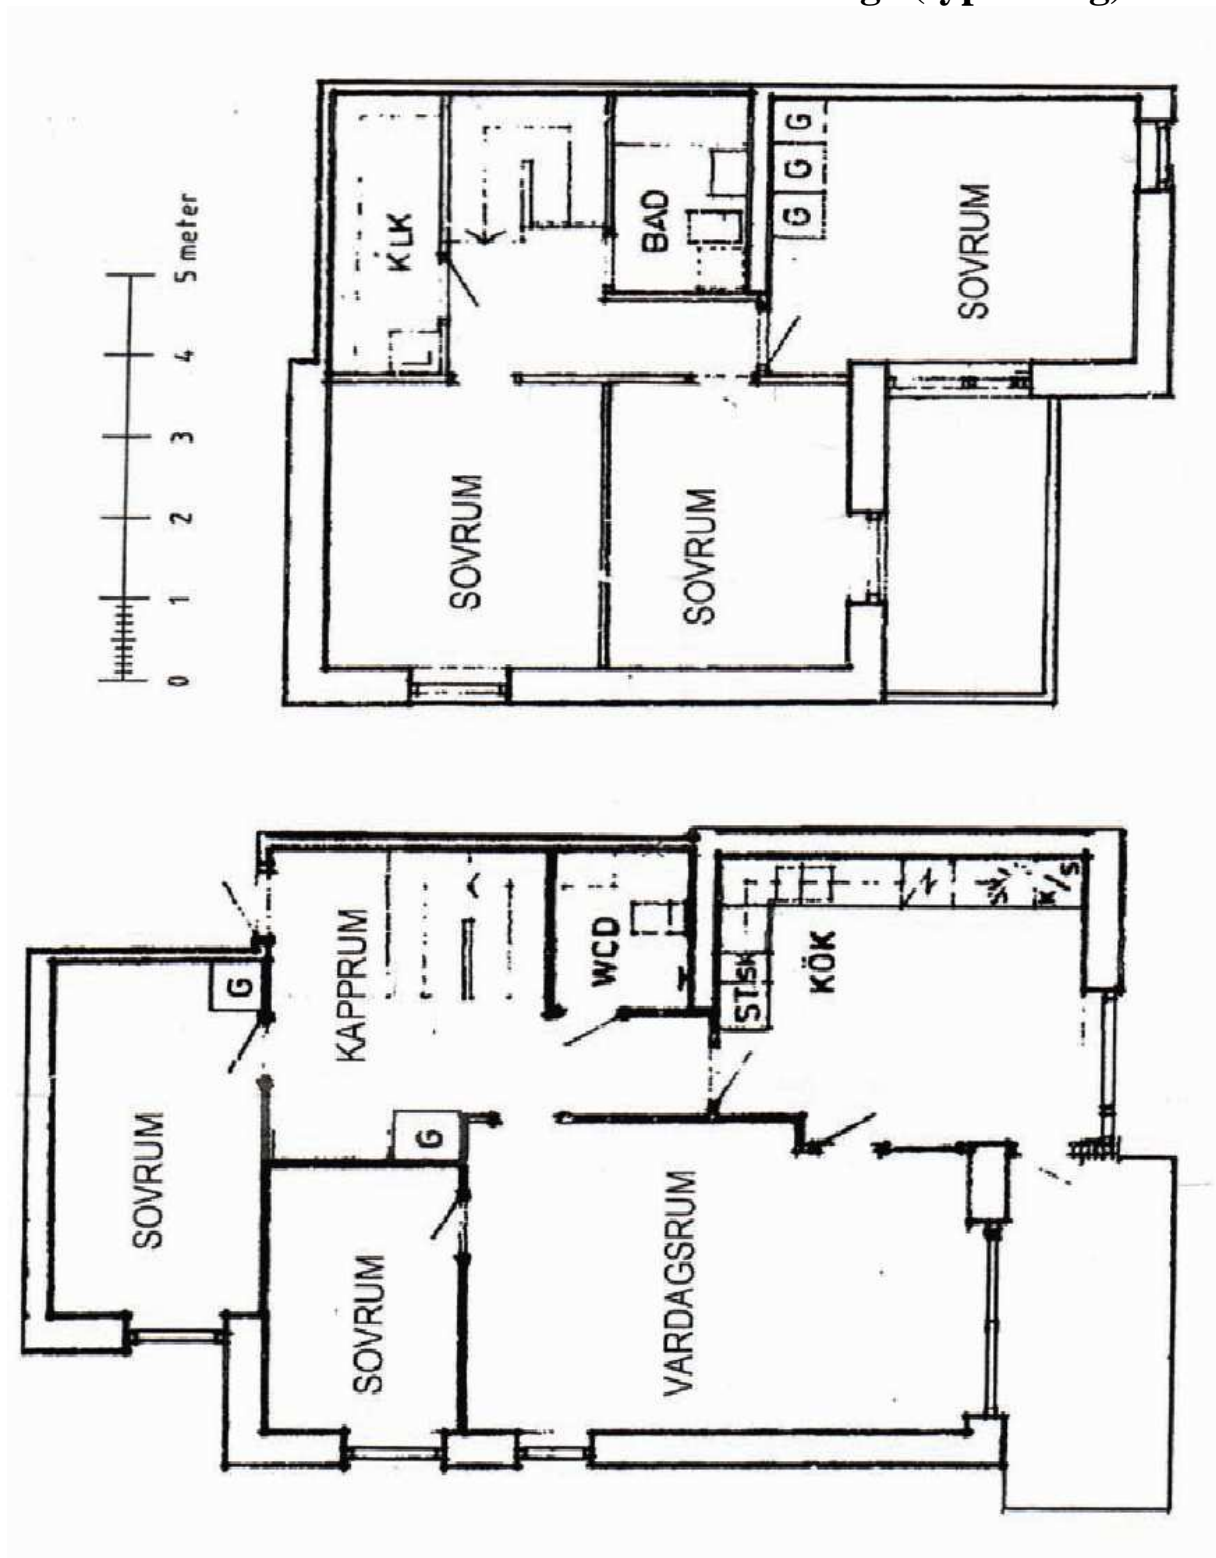 5 meter
4
3
2
1
0
KLK
L
BAD
G
G
G
SOVRUM
SOVRUM
SOVRUM
SOVRUM
G
KAPPRUM
G
WCD
ST
SK
KÖK
K/S
SOVRUM
VARDAGSRUM